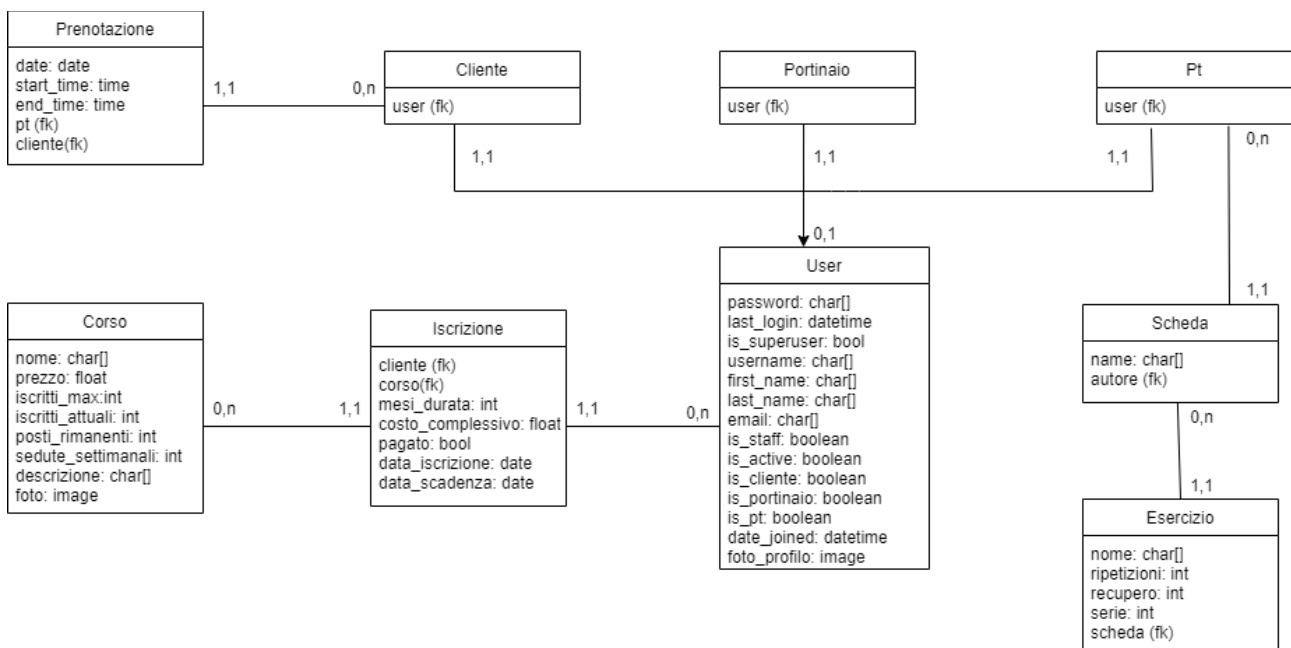 Prenotazione
date: date
start_time: time
end_time: time
pt (fk)
cliente(fk)
1,1
0,n
Cliente
user (fk)
1,1
Portinaio
user (fk)
1,1
Pt
user (fk)
1,1
0,n
0,1
1,1
Corso
nome: char[]
prezzo: float
iscritti_max:int
iscritti_attuali: int
posti_rimanenti: int
sedute_settimanali: int
descrizione: char[]
foto: image
0,n
1,1
Iscrizione
cliente (fk)
corso(fk)
mesi_durata: int
costo_complessivo: float
pagato: bool
data_iscrizione: date
data_scadenza: date
1,1
0,n
User
password: char[]
last_login: datetime
is_superuser: bool
username: char[]
first_name: char[]
last_name: char[]
email: char[]
is_staff: boolean
is_active: boolean
is_cliente: boolean
is_portinaio: boolean
is_pt: boolean
date_joined: datetime
foto_profilo: image
Scheda
name: char[]
autore (fk)
0,n
1,1
Esercizio
nome: char[]
ripetizioni: int
recupero: int
serie: int
scheda (fk)